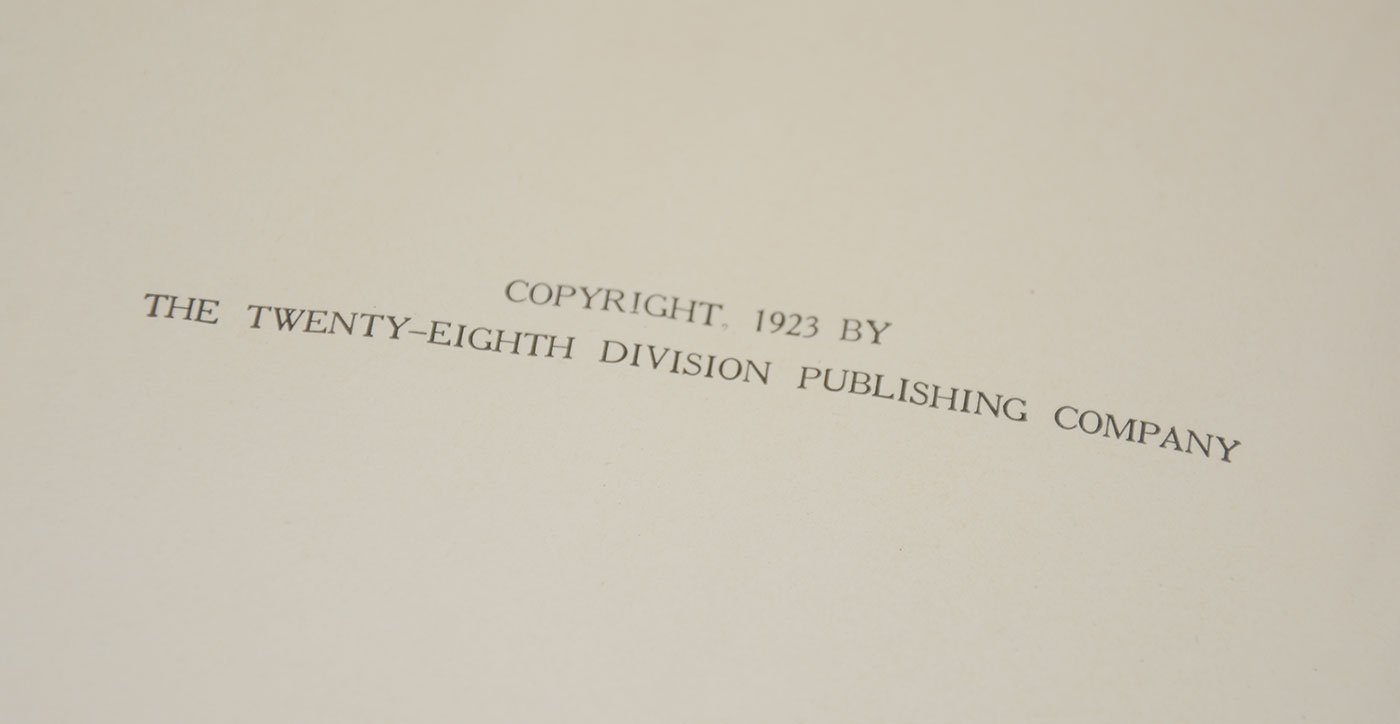 COPYRIGHT, 1923 BY
THE TWENTY-EIGHTH DIVISION PUBLISHING COMPANY